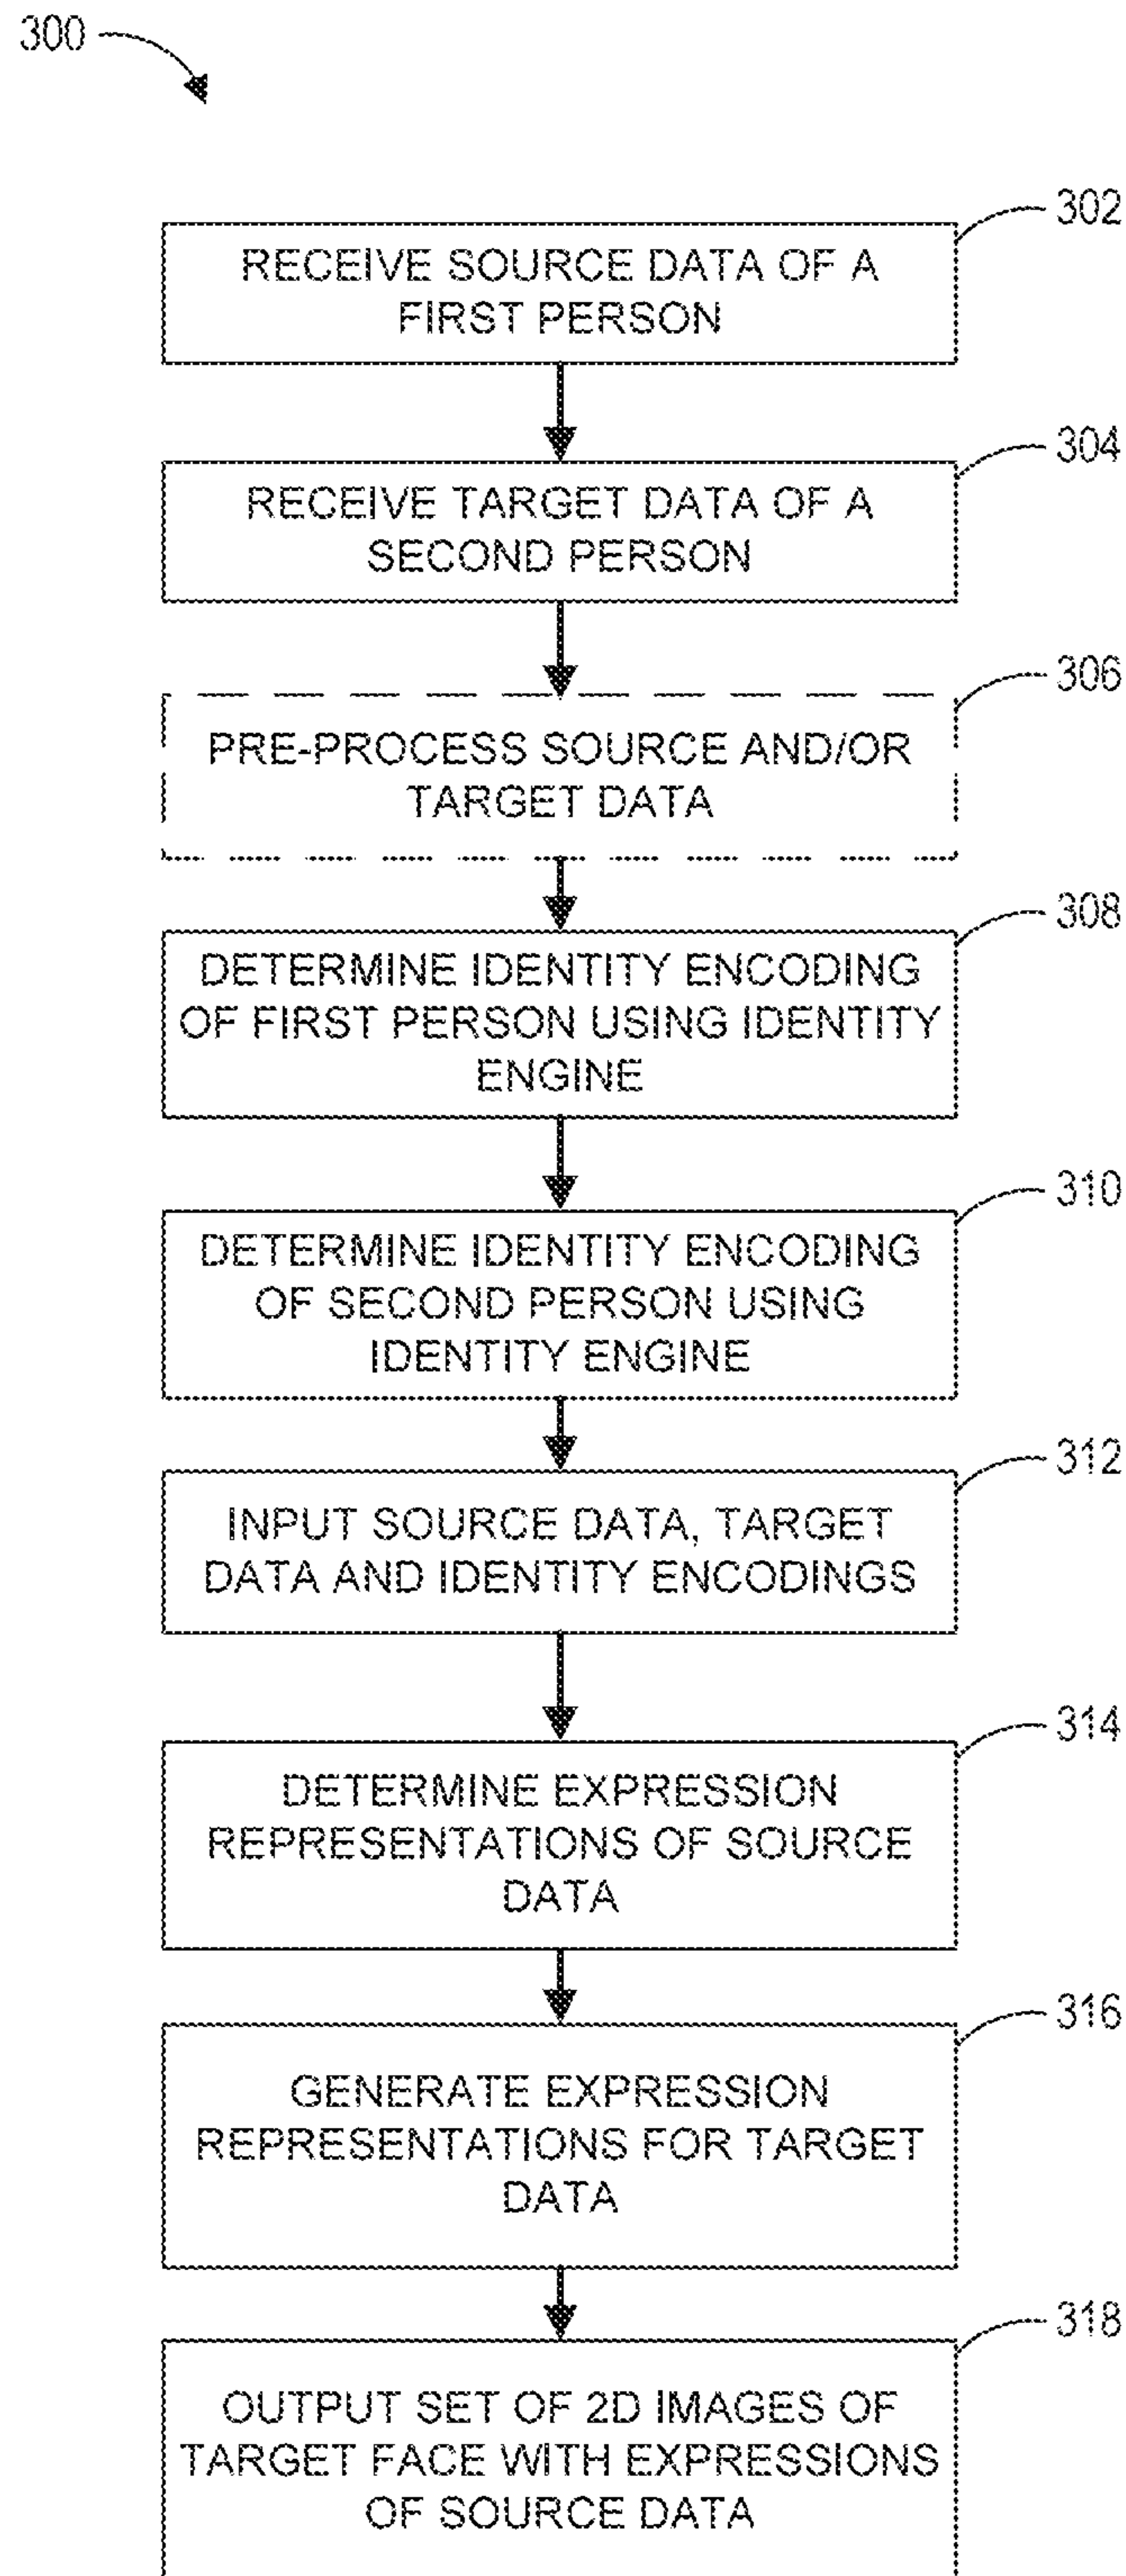 300
302
RECEIVE SOURCE DATA OF A
FIRST PERSON
304
RECEIVE TARGET DATA OF A
SECOND PERSON
306
PRE-PROCESS SOURCE AND/OR
TARGET DATA
308
DETERMINE IDENTITY ENCODING
OF FIRST PERSON USING IDENTITY
ENGINE
310
DETERMINE IDENTITY ENCODING
OF SECOND PERSON USING
IDENTITY ENGINE
312
INPUT SOURCE DATA, TARGET
DATA AND IDENTITY ENCODINGS
314
DETERMINE EXPRESSION
REPRESENTATIONS OF SOURCE
DATA
316
GENERATE EXPRESSION
REPRESENTATIONS FOR TARGET
DATA
318
OUTPUT SET OF 2D IMAGES OF
TARGET FACE WITH EXPRESSIONS
OF SOURCE DATA